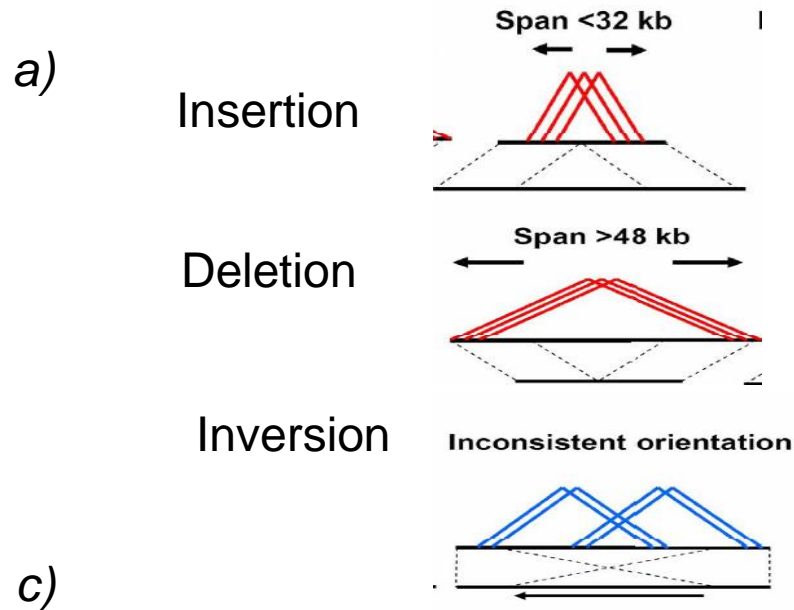 Span <32 kb
a)
Insertion
Span >48 kb
Deletion
Inversion
Inconsistent orientation
c)